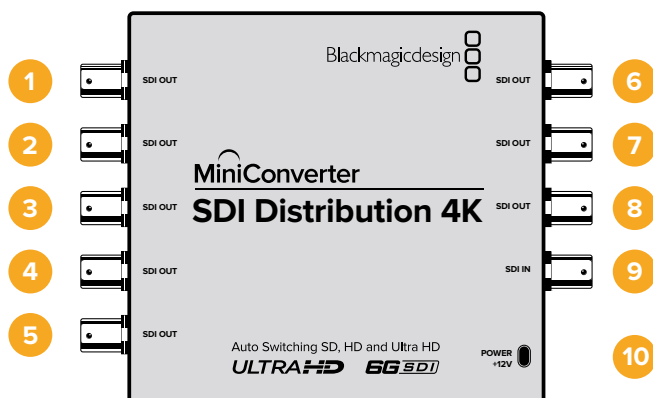 Blackmagicdesign
1 SDI OUT
SDI OUT 6
2 SDI OUT
SDI OUT 7
MiniConverter
3 SDI OUT
SDI Distribution 4K
SDI OUT 8
4 SDI OUT
SDI IN 9
5 SDI OUT
Auto Switching SD, HD and Ultra HD
ULTRA HD 6G SDI
POWER
+12V
10